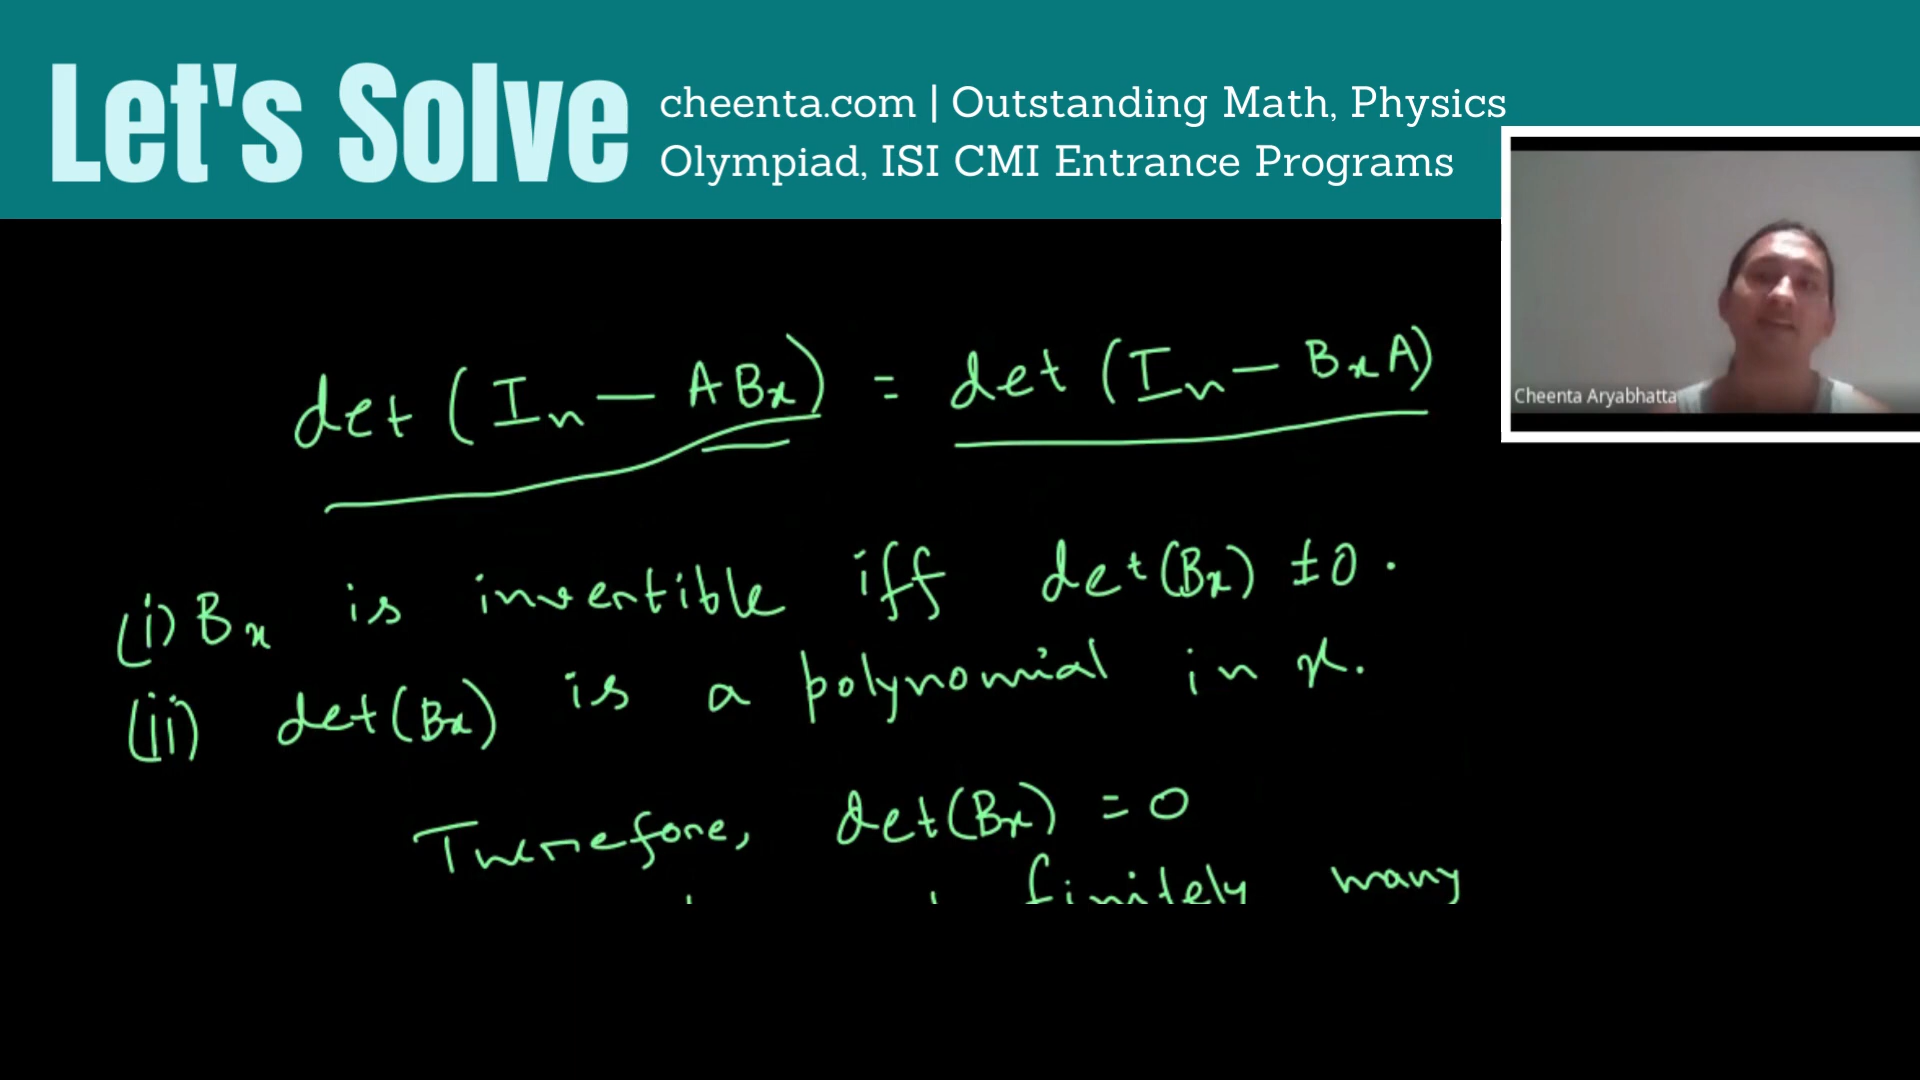 Let's Solve
cheenta.com | Outstanding Math, Physics
Olympiad, ISI CMI Entrance Programs
Cheenta Aryabhatta
det (Iₙ − ABₓ) = det (Iₙ − BₓA)
(i) Bₓ is invertible iff det(Bₓ) ≠ 0.
(ii) det(Bₓ) is a polynomial in x.
Therefore, det(Bₓ) = 0
finitely many